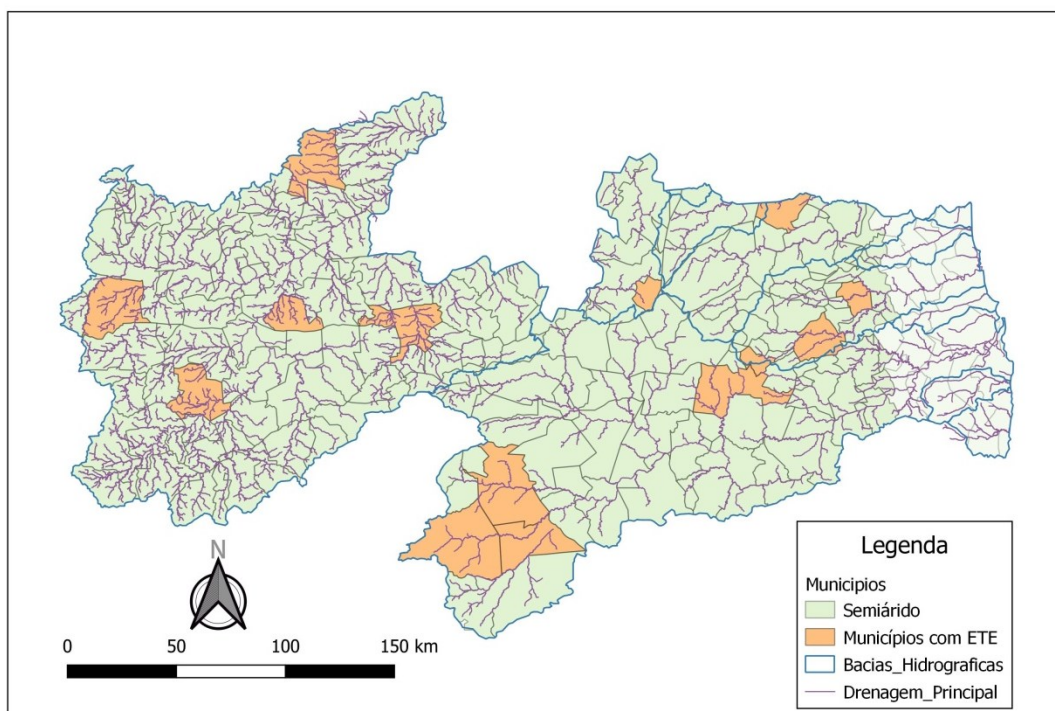 N
0 50 100 150 km
Legenda
Municipios
Semiárido
Municípios com ETE
Bacias_Hidrograficas
Drenagem_Principal